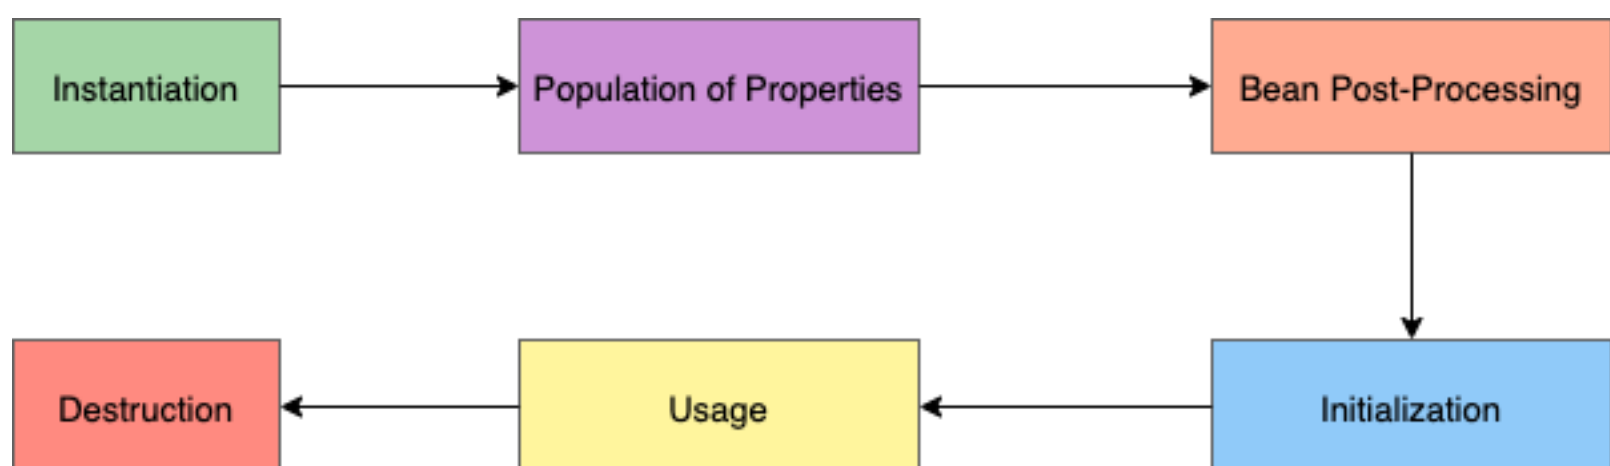 Instantiation
Population of Properties
Bean Post-Processing
Initialization
Usage
Destruction